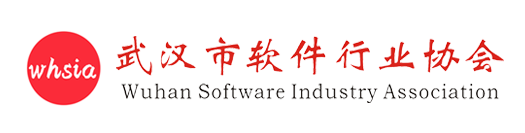 whsia
武汉市软件行业协会
Wuhan Software Industry Association